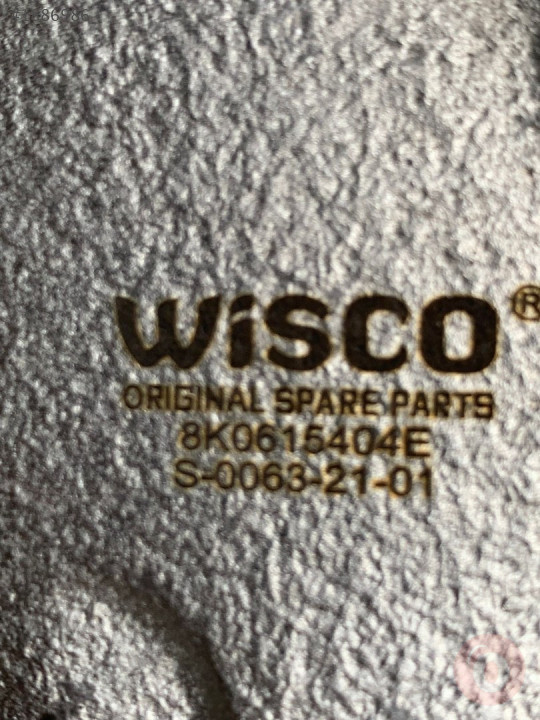 WISCO®
ORIGINAL SPARE PARTS
8K0615404E
S-0063-21-01